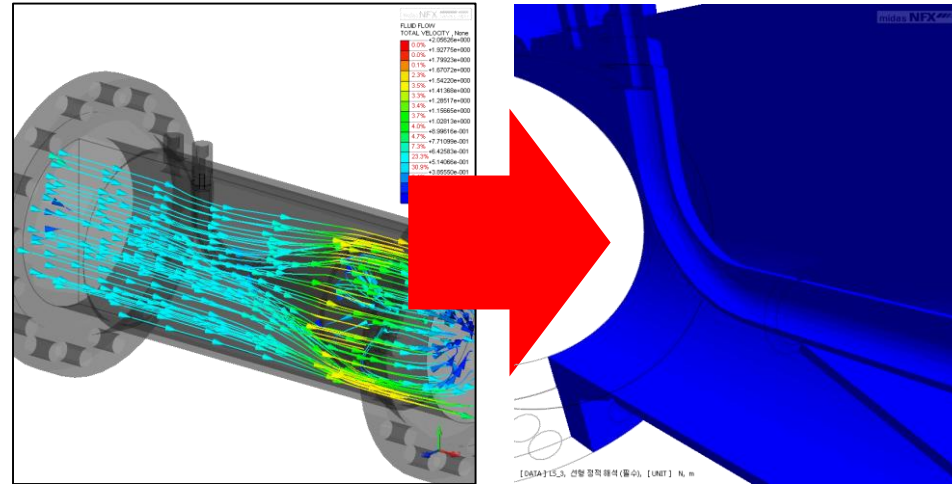 midas NFX
FLUID FLOW
TOTAL VELOCITY , None
+2.05626e+000
0.0%
+1.92775e+000
0.0%
+1.79923e+000
0.1%
+1.67072e+000
2.3%
+1.54220e+000
3.5%
+1.41368e+000
3.3%
+1.28517e+000
3.4%
+1.15665e+000
3.7%
+1.02813e+000
4.0%
+8.99616e-001
4.7%
+7.71099e-001
7.3%
+6.42583e-001
23.3%
+5.14066e-001
30.9%
+3.85550e-001
midas NFX
[ DATA ] LS_3, 선형 정적 해석 (필수), [ UNIT ] N, m